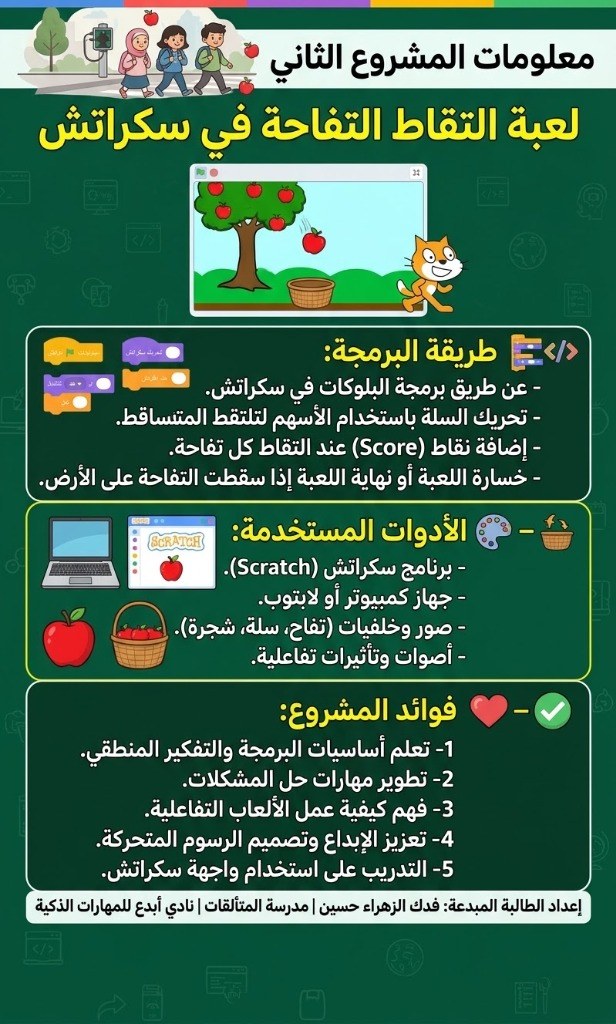 معلومات المشروع الثاني
لعبة التقاط التفاحة في سكراتش
طريقة البرمجة:
- عن طريق برمجة البلوكات في سكراتش.
- تحريك السلة باستخدام الأسهم لتلتقط المتساقط.
- إضافة نقاط (Score) عند التقاط كل تفاحة.
- خسارة اللعبة أو نهاية اللعبة إذا سقطت التفاحة على الأرض.
الأدوات المستخدمة:
SCRATCH
- برنامج سكراتش (Scratch).
- جهاز كمبيوتر أو لابتوب.
- صور وخلفيات (تفاح، سلة، شجرة).
- أصوات وتأثيرات تفاعلية.
فوائد المشروع:
1- تعلم أساسيات البرمجة والتفكير المنطقي.
2- تطوير مهارات حل المشكلات.
3- فهم كيفية عمل الألعاب التفاعلية.
4- تعزيز الإبداع وتصميم الرسوم المتحركة.
5- التدريب على استخدام واجهة سكراتش.
إعداد الطالبة المبدعة: فدك الزهراء حسين | مدرسة المتألقات | نادي أبدع للمهارات الذكية